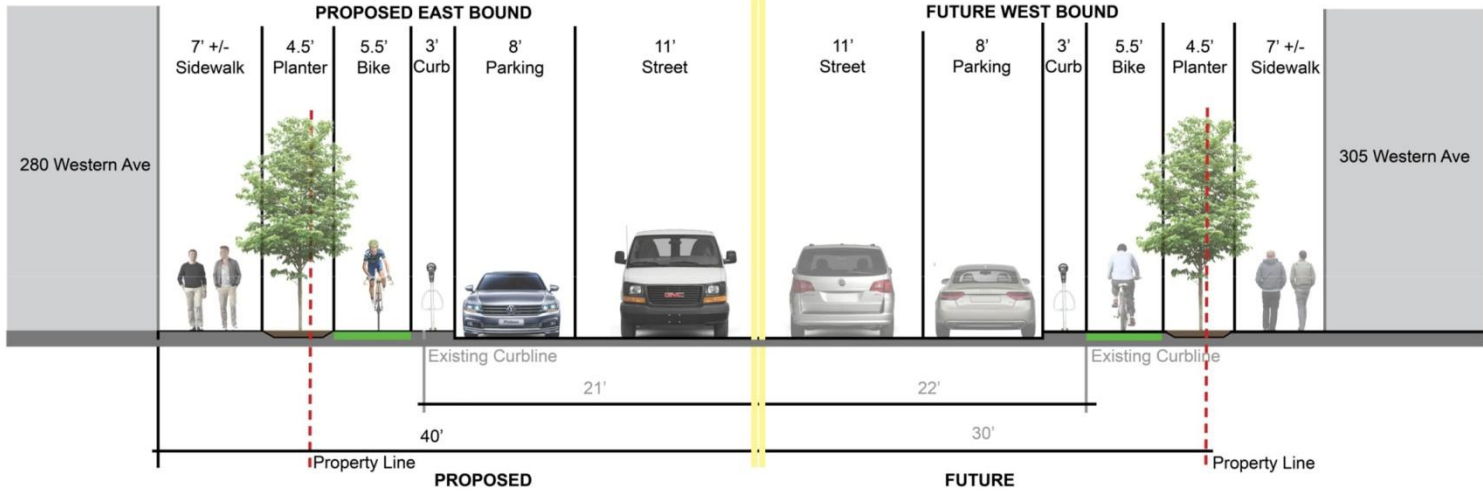 PROPOSED EAST BOUND
FUTURE WEST BOUND
7' +/-
Sidewalk
4.5'
Planter
5.5'
Bike
3'
Curb
8'
Parking
11'
Street
11'
Street
8'
Parking
3'
Curb
5.5'
Bike
4.5'
Planter
7' +/-
Sidewalk
280 Western Ave
305 Western Ave
GMC
Existing Curbline
Existing Curbline
21'
22'
40'
30'
Property Line
Property Line
PROPOSED
FUTURE